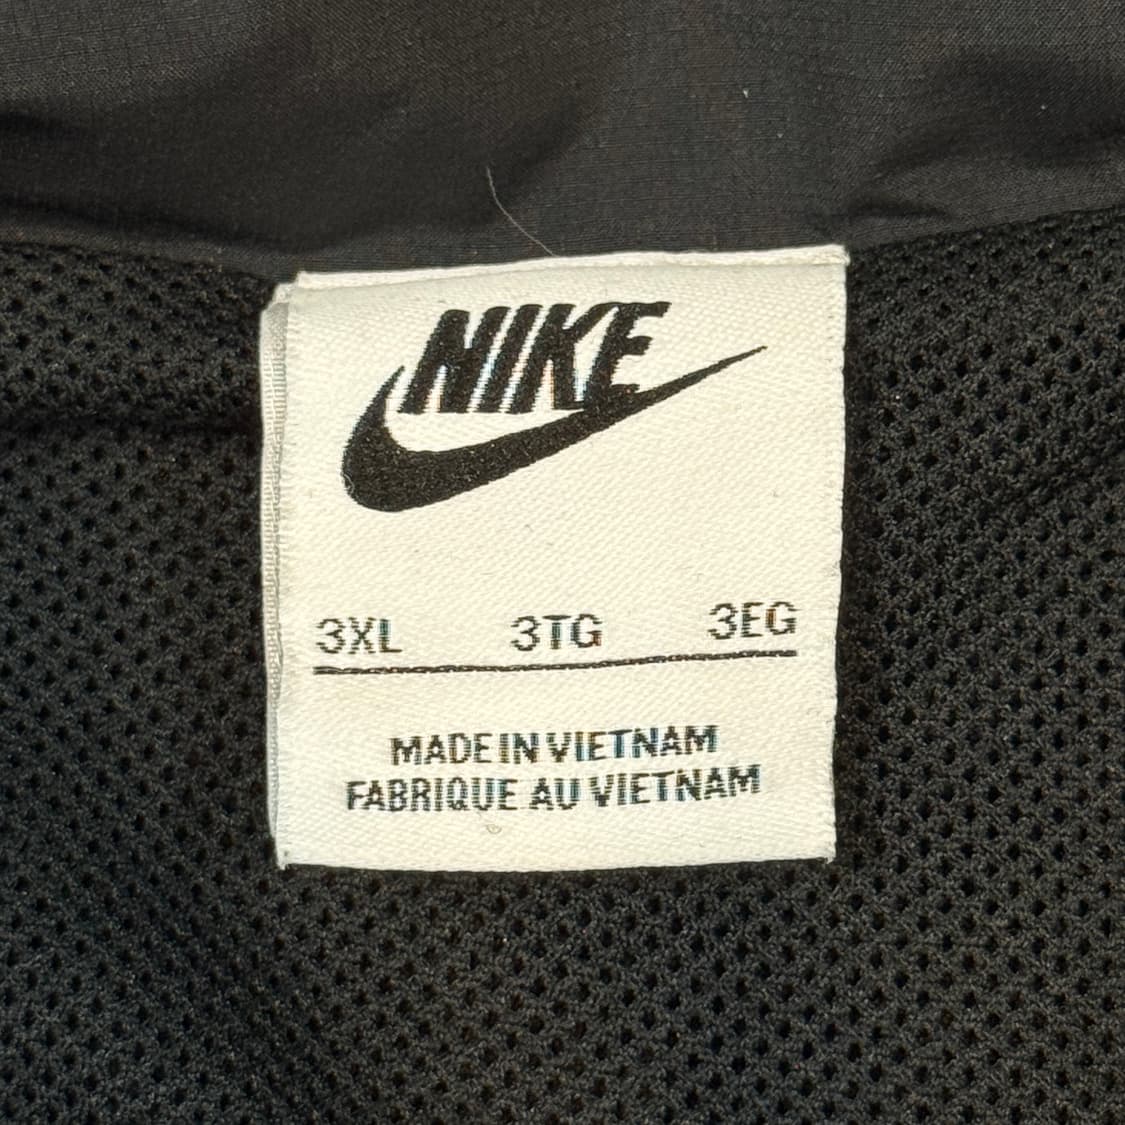 NIKE
3XL 3TG 3EG
MADE IN VIETNAM
FABRIQUE AU VIETNAM